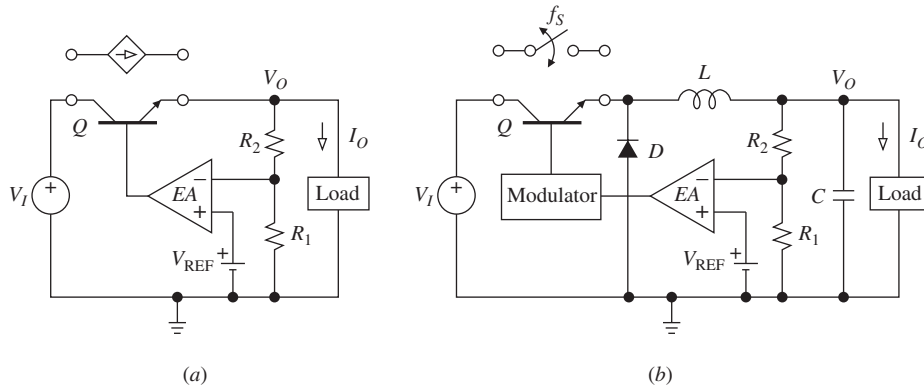 f_S
V_O
L
V_O
Q
R_2
I_O
Q
D
R_2
I_O
V_I
+
EA
−
+
Load
V_I
+
Modulator
EA
−
+
C
Load
V_REF
+
R_1
V_REF
+
R_1
(a)
(b)